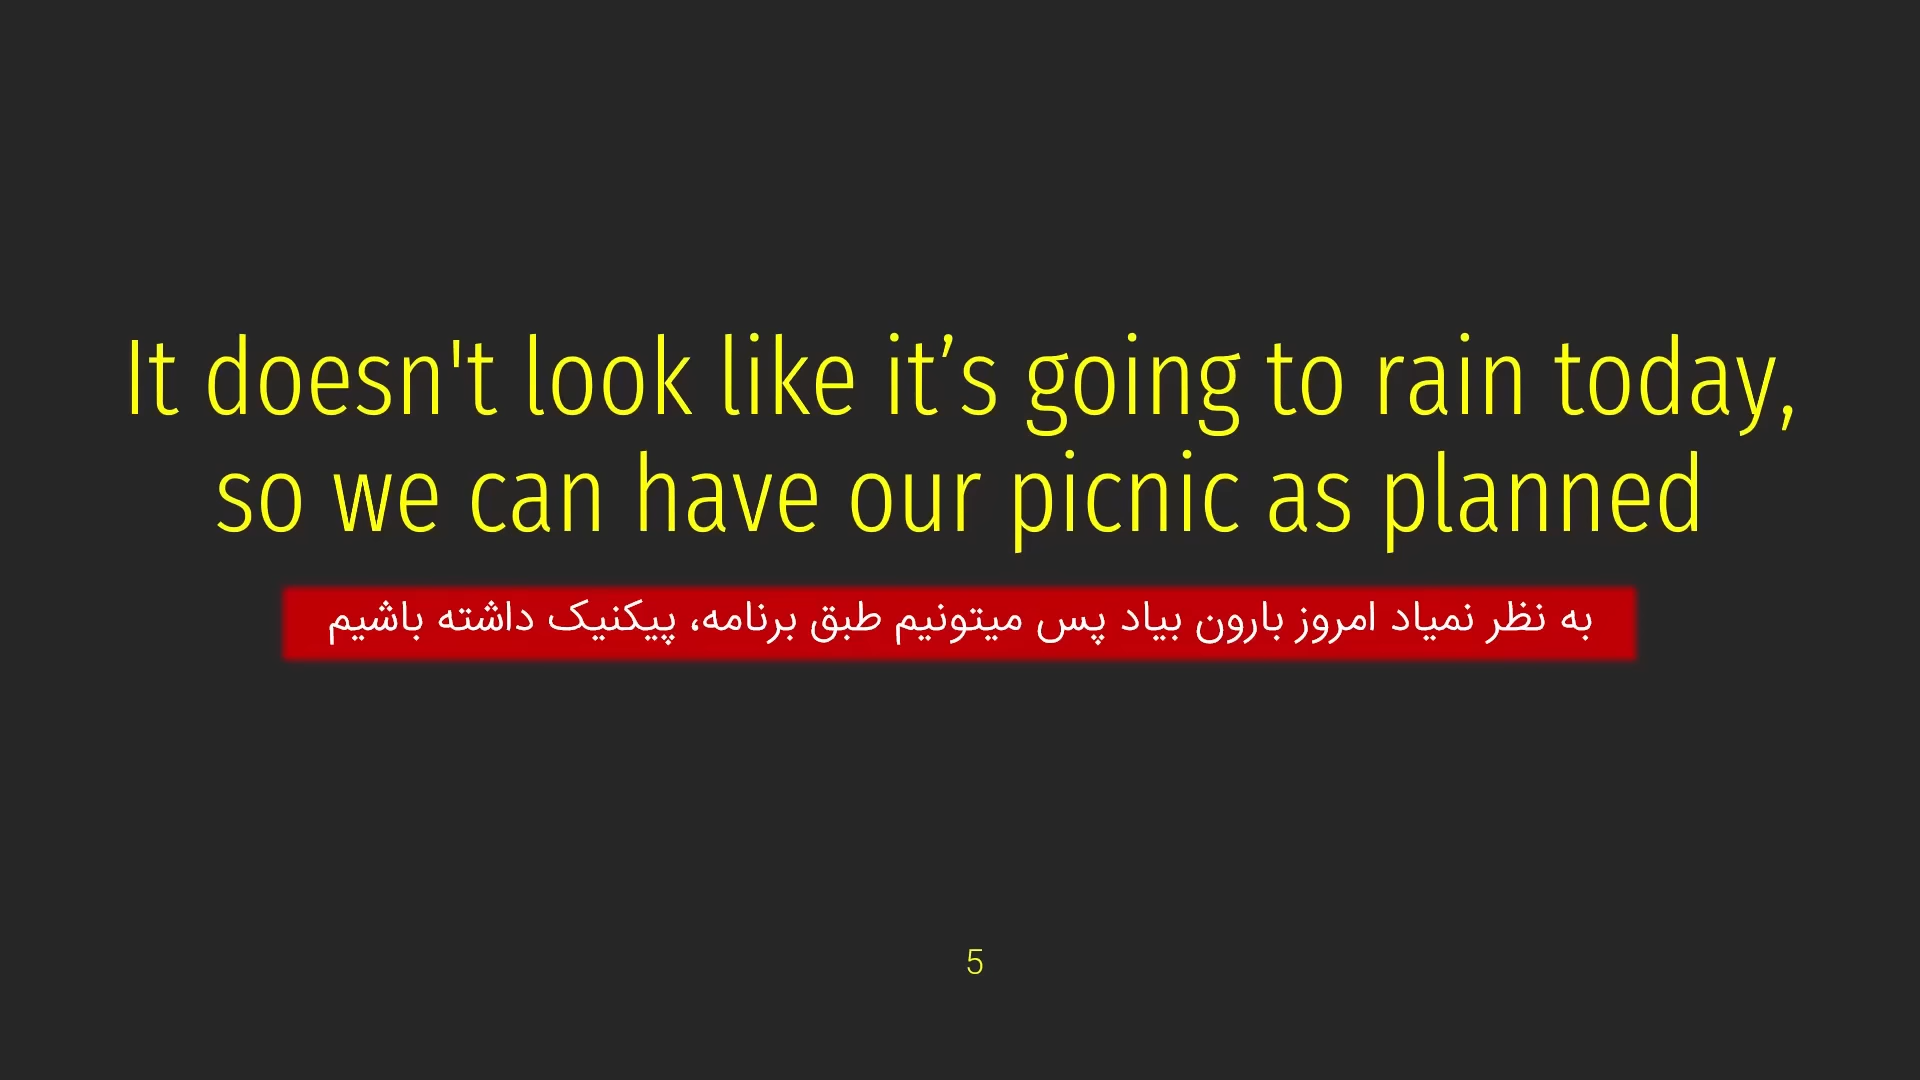 It doesn't look like it’s going to rain today,
so we can have our picnic as planned
به نظر نمیاد امروز بارون بیاد پس میتونیم طبق برنامه، پیکنیک داشته باشیم
5